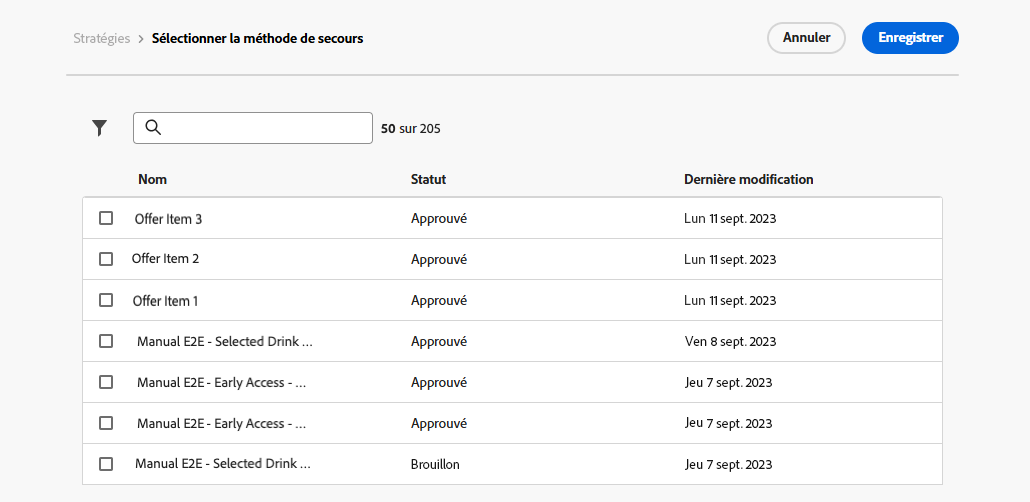 Stratégies > Sélectionner la méthode de secours Annuler Enregistrer
50 sur 205
Nom Statut Dernière modification
Offer Item 3 Approuvé Lun 11 sept. 2023
Offer Item 2 Approuvé Lun 11 sept. 2023
Offer Item 1 Approuvé Lun 11 sept. 2023
Manual E2E - Selected Drink ... Approuvé Ven 8 sept. 2023
Manual E2E - Early Access - ... Approuvé Jeu 7 sept. 2023
Manual E2E - Early Access - ... Approuvé Jeu 7 sept. 2023
Manual E2E - Selected Drink ... Brouillon Jeu 7 sept. 2023